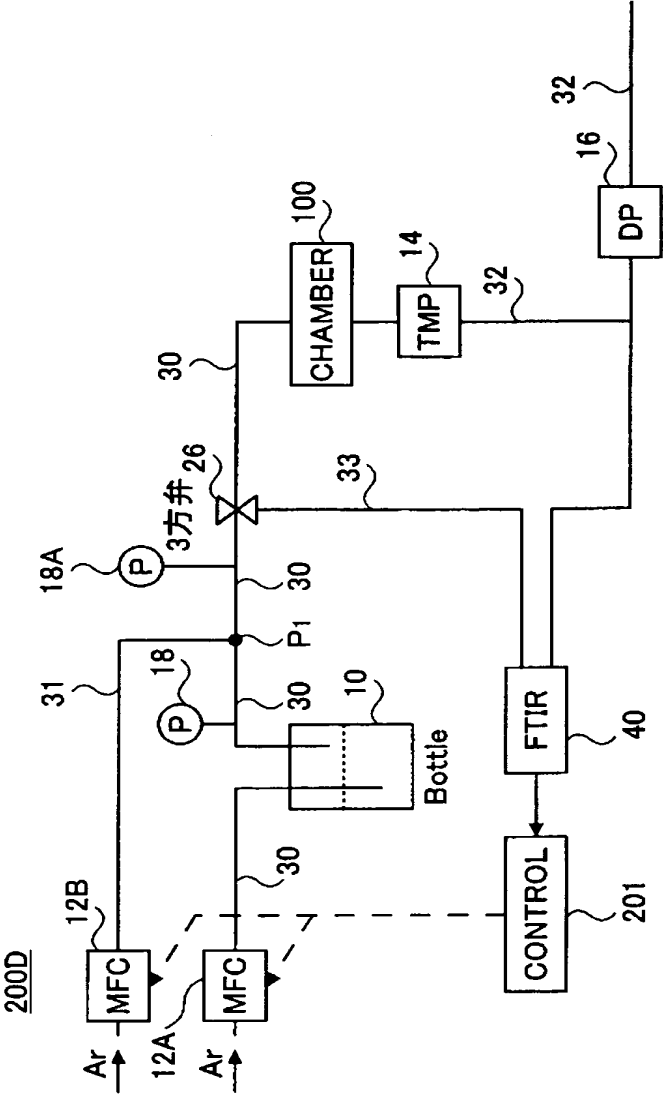 200D
Ar
MFC
12B
31
Ar
MFC
12A
30
18
P
30
10
Bottle
P1
18A
P
30
3方弁
26
30
33
CHAMBER
100
TMP
14
32
DP
16
32
FTIR
40
CONTROL
201